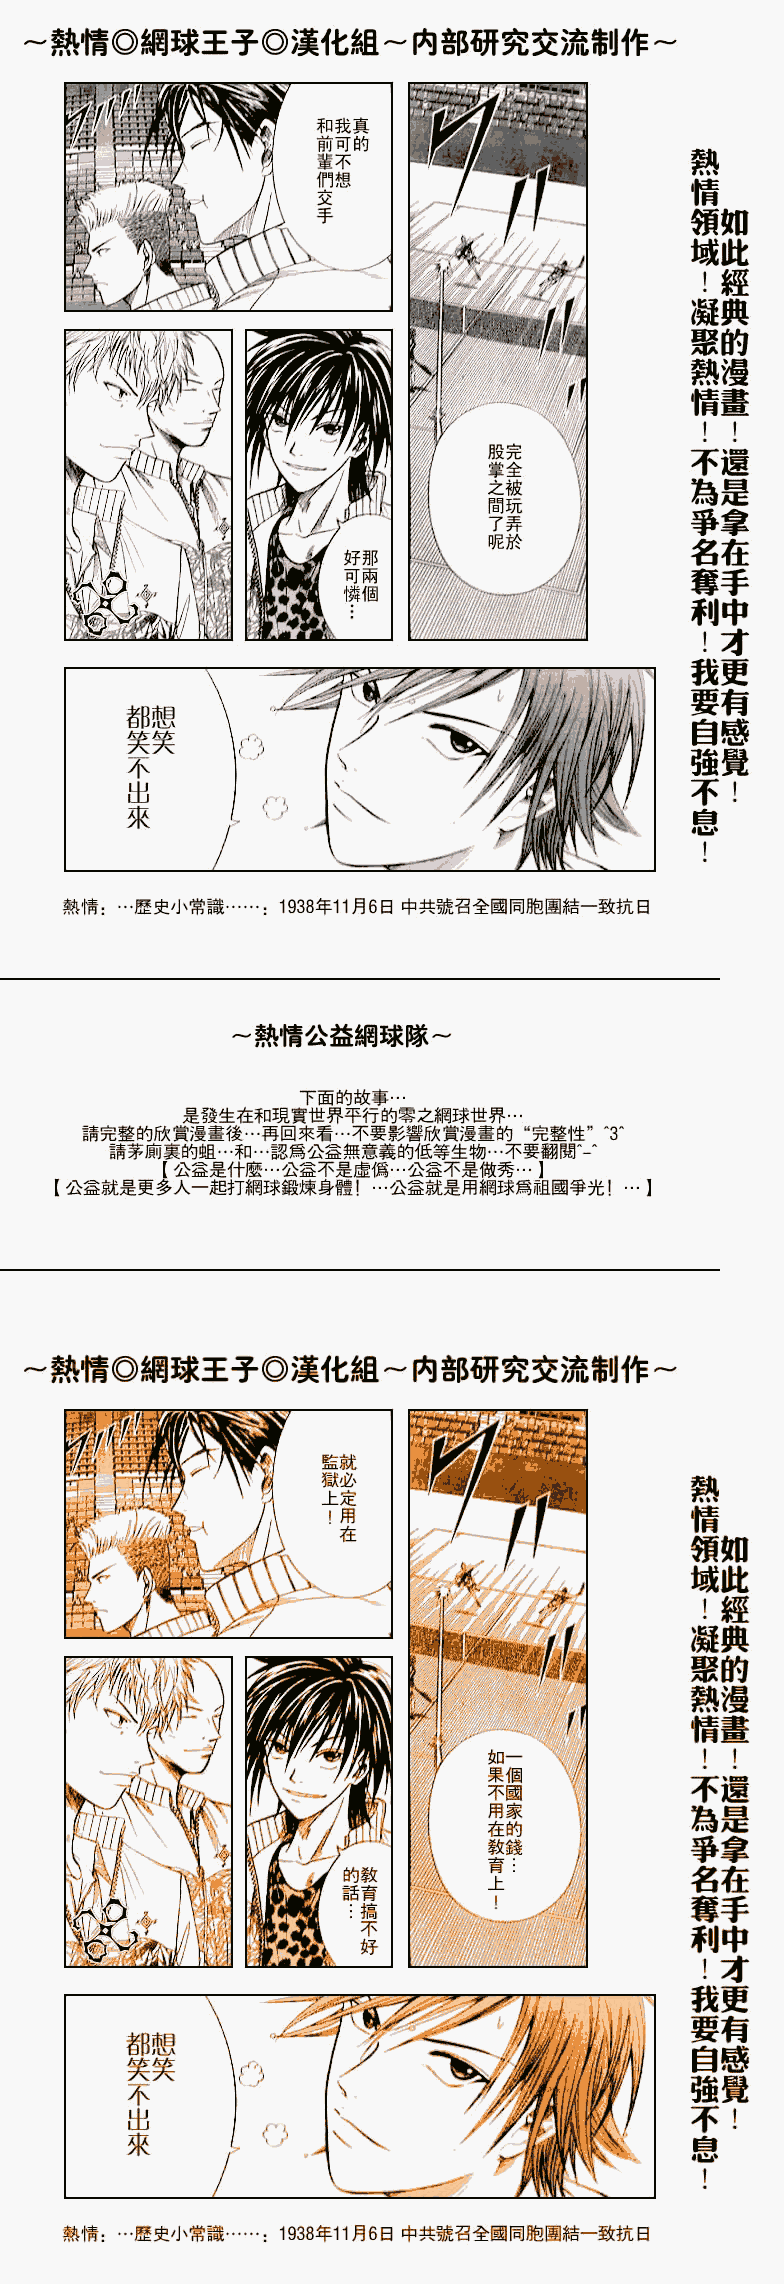 ～熱情◎網球王子◎漢化組～内部研究交流制作～
如此經典的漫畫！還是拿在手中才更有感覺！
熱情領域！凝聚熱情！不為爭名奪利！我要自強不息！
完全被玩弄於
股掌之間了呢
真的
我可不想
和前輩們交手
那兩個
好可憐…
想笑
都笑不出來
熱情：…歷史小常識……：1938年11月6日 中共號召全國同胞團結一致抗日
～熱情公益網球隊～
下面的故事…
是發生在和現實世界平行的零之網球世界…
請完整的欣賞漫畫後…再回來看…不要影響欣賞漫畫的“完整性”^3^
請茅廁裏的蛆…和…認爲公益無意義的低等生物…不要翻閱^-^
【公益是什麼…公益不是虛僞…公益不是做秀…】
【公益就是更多人一起打網球鍛煉身體！…公益就是用網球爲祖國爭光！…】
～熱情◎網球王子◎漢化組～内部研究交流制作～
如此經典的漫畫！還是拿在手中才更有感覺！
熱情領域！凝聚熱情！不為爭名奪利！我要自強不息！
一個國家的錢…
如果不用在敎育上！
就必定用在
監獄上！
敎育搞不好
的話…
想笑
都笑不出來
熱情：…歷史小常識……：1938年11月6日 中共號召全國同胞團結一致抗日